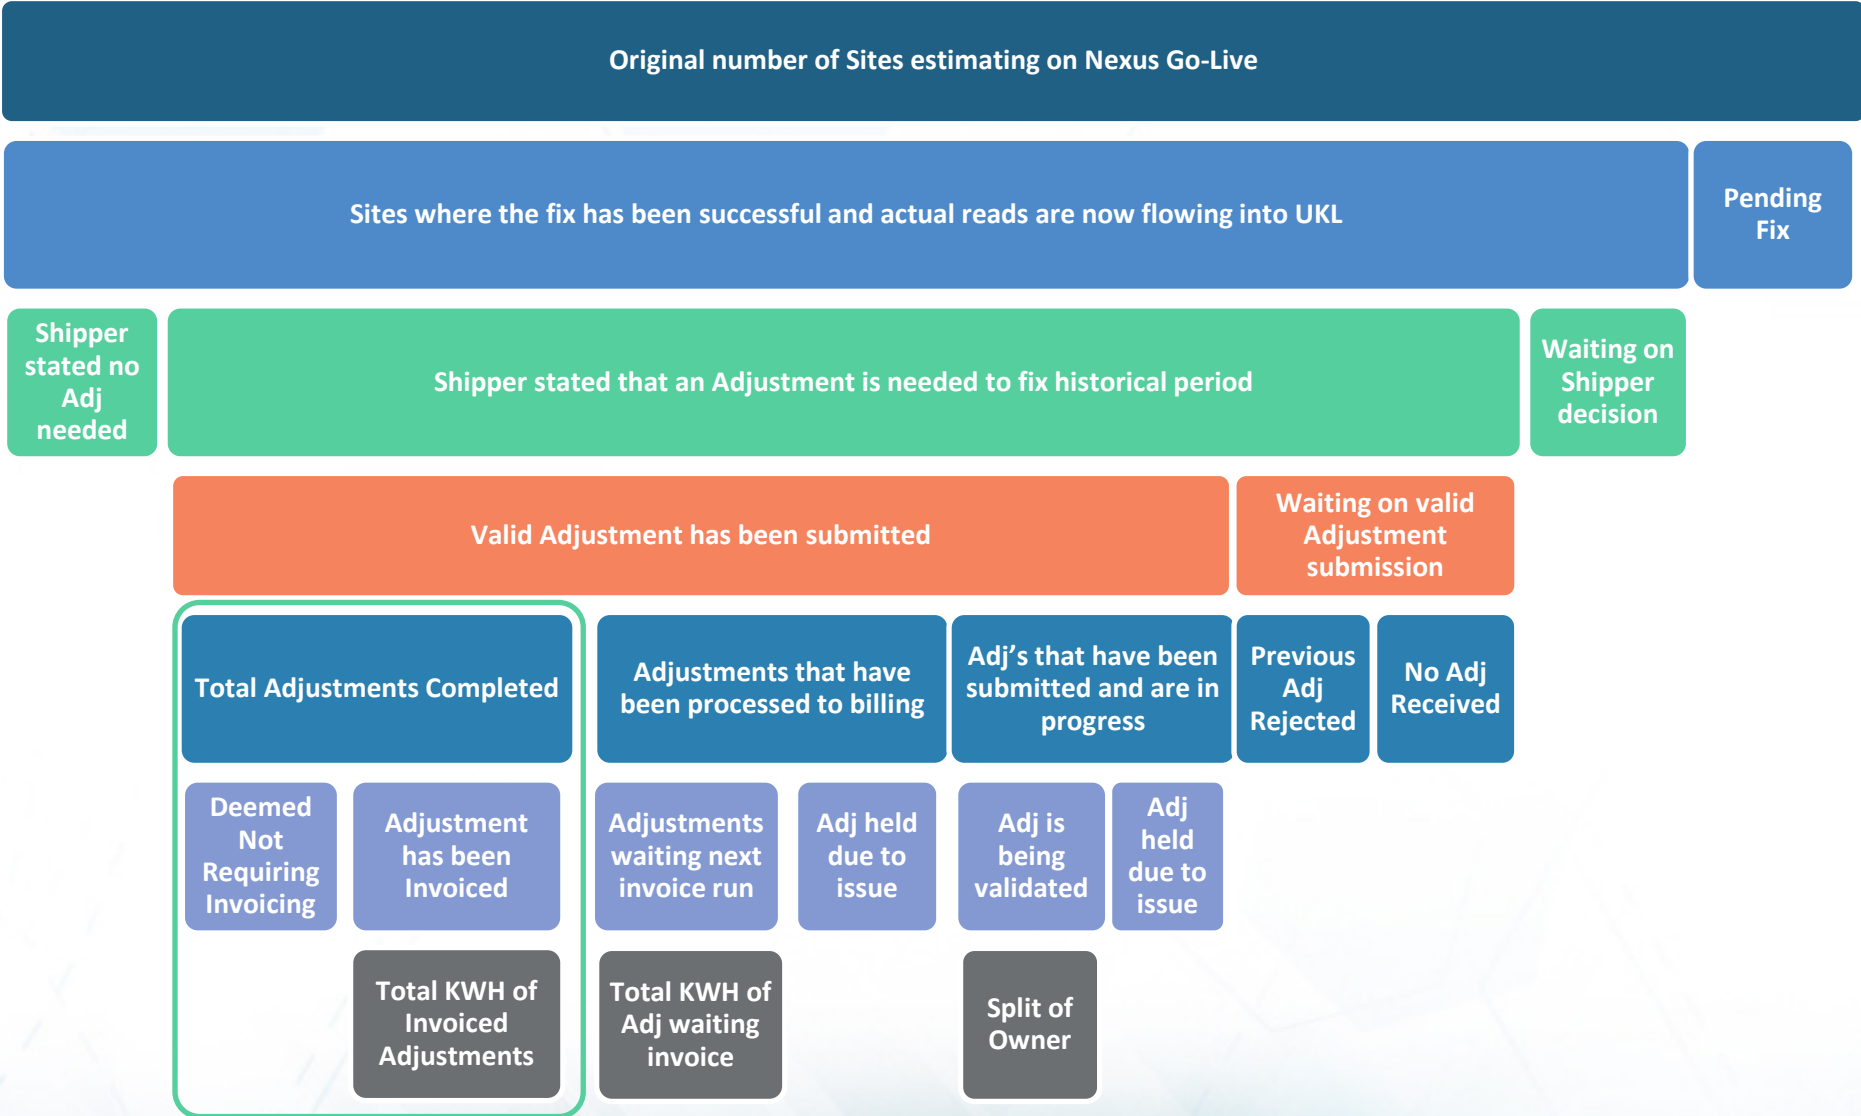 Original number of Sites estimating on Nexus Go-Live
Sites where the fix has been successful and actual reads are now flowing into UKL
Pending
Fix
Shipper
stated no
Adj
needed
Shipper stated that an Adjustment is needed to fix historical period
Waiting on
Shipper
decision
Valid Adjustment has been submitted
Waiting on valid
Adjustment
submission
Total Adjustments Completed
Adjustments that have
been processed to billing
Adj's that have been
submitted and are in
progress
Previous
Adj
Rejected
No Adj
Received
Deemed
Not
Requiring
Invoicing
Adjustment
has been
Invoiced
Adjustments
waiting next
invoice run
Adj held
due to
issue
Adj is
being
validated
Adj
held
due to
issue
Total KWH of
Invoiced
Adjustments
Total KWH of
Adj waiting
invoice
Split of
Owner